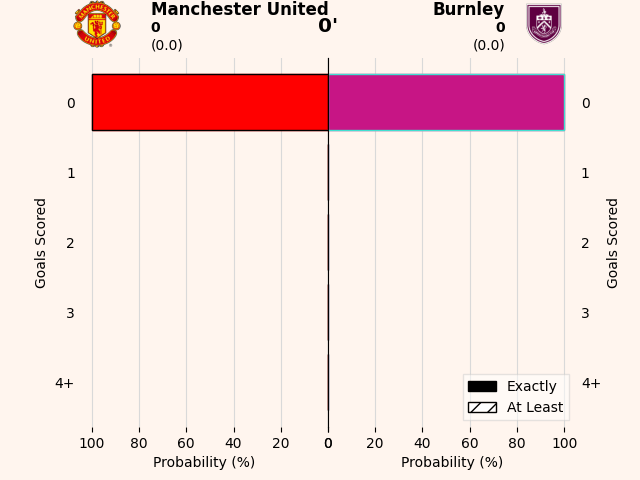 Manchester United
0
(0.0)
0'
Burnley
0
(0.0)
MANCHESTER
UNITED
0
1
2
3
4+
Goals Scored
0
1
2
3
4+
Goals Scored
Exactly
At Least
100 80 60 40 20 0 20 40 60 80 100
Probability (%)
Probability (%)